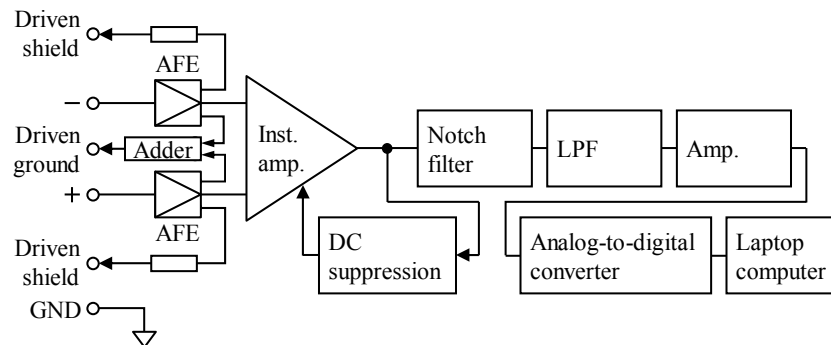 Driven
shield
AFE
−
Driven
ground
Adder
+
AFE
Driven
shield
GND
Inst.
amp.
Notch
filter
LPF
Amp.
DC
suppression
Analog-to-digital
converter
Laptop
computer